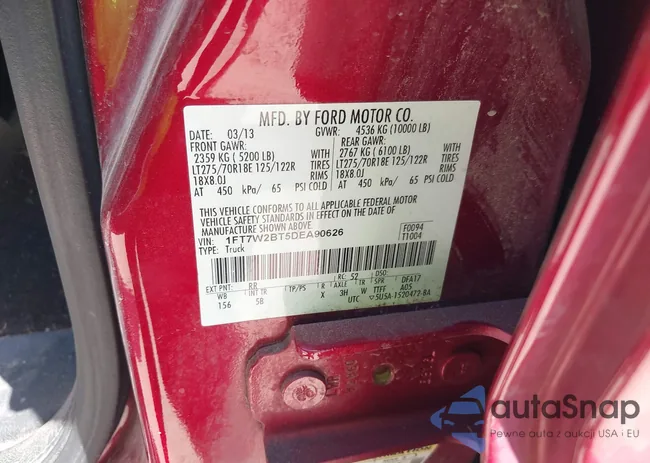 MFD. BY FORD MOTOR CO.
DATE: 03/13 GVWR: 4536 KG (10000 LB)
FRONT GAWR: REAR GAWR:
2359 KG (5200 LB) WITH 2767 KG (6100 LB) WITH
LT275/70R18E 125/122R TIRES LT275/70R18E 125/122R TIRES
18X8.0J RIMS 18X8.0J RIMS
AT 450 kPa/ 65 PSI COLD AT 450 kPa/ 65 PSI COLD
THIS VEHICLE CONFORMS TO ALL APPLICABLE FEDERAL MOTOR
VEHICLE SAFETY STANDARDS IN EFFECT ON THE DATE OF
MANUFACTURE SHOWN ABOVE.
VIN: 1FT7W2BT5DEA90626 F0094
TYPE: Truck T1004
EXT PNT: RR RC: 52 DSO:
WB INT TR TP/PS R AXLE TR SPR DFA17
156 5B X 3H W TTFF A05
UTC 5U5A-1520472-BA
autaSnap
Pewne auta z aukcji USA i EU